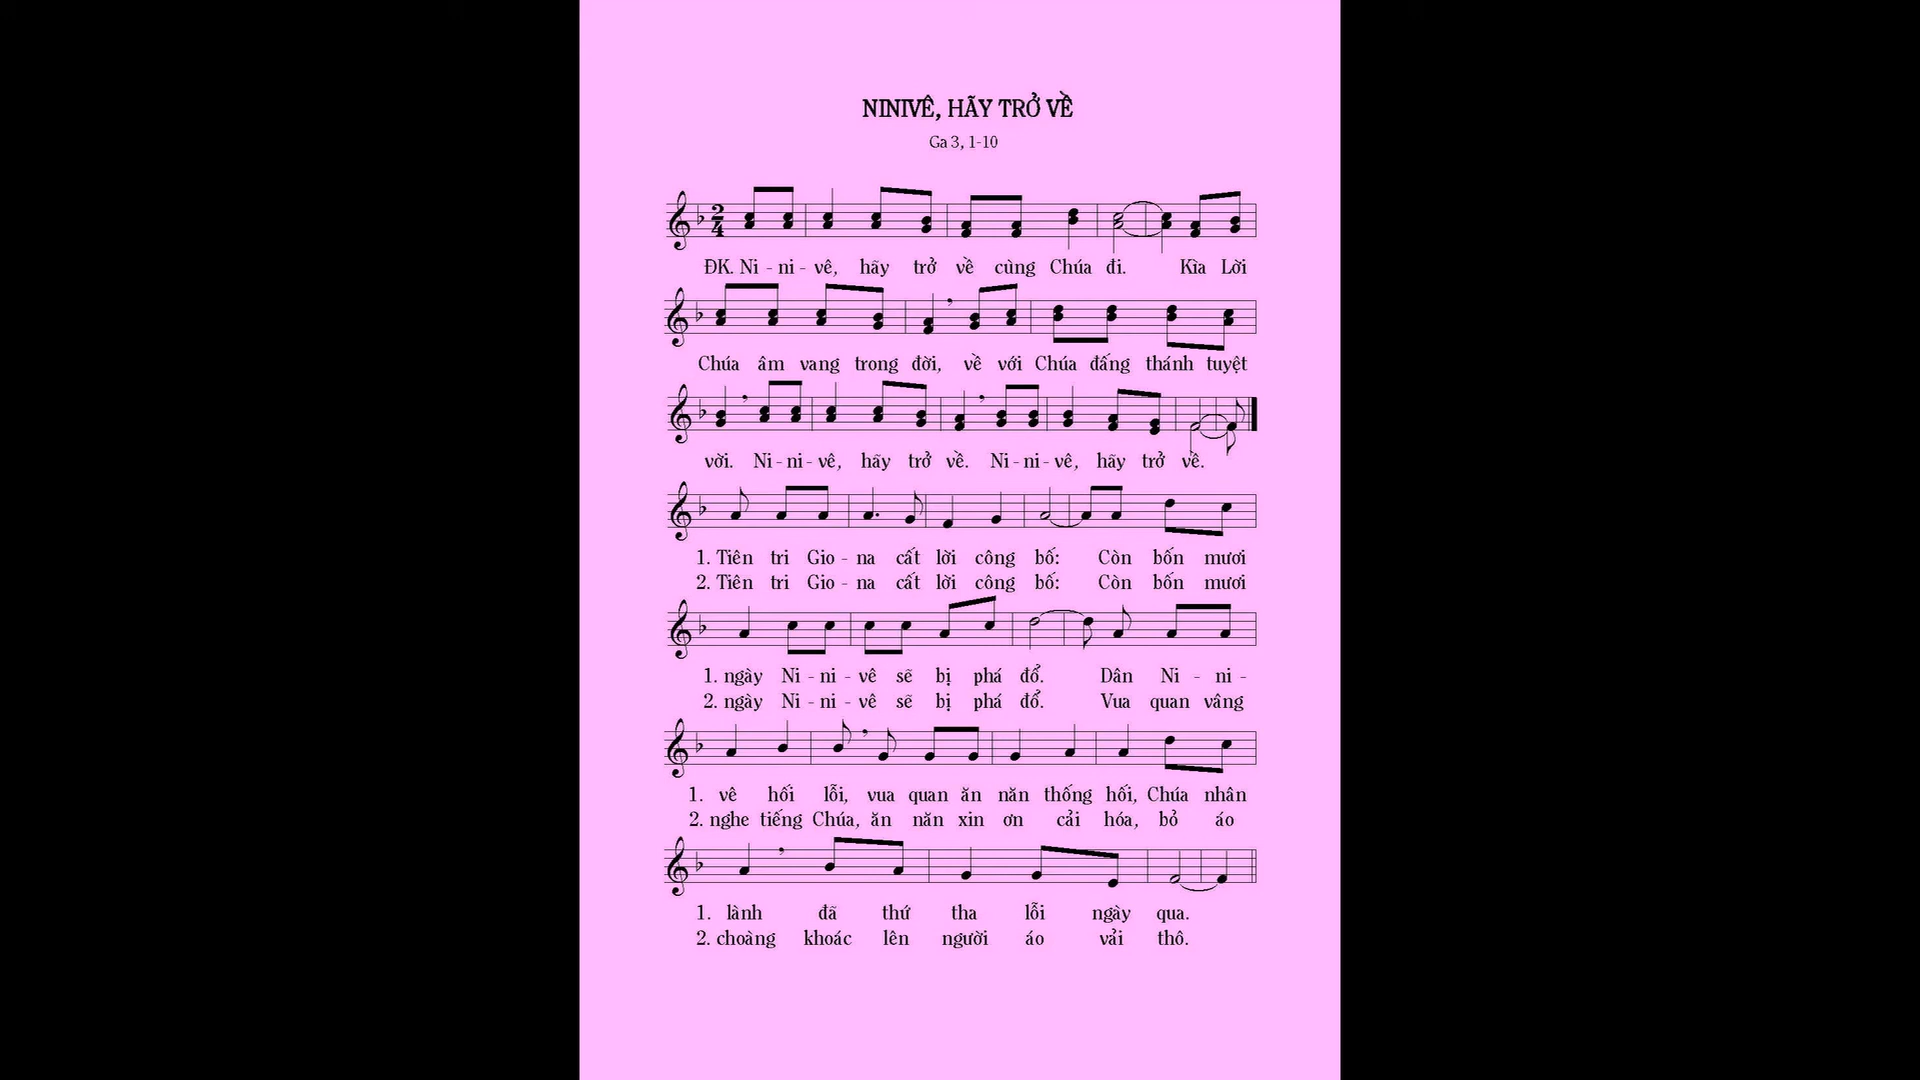 NINIVÊ, HÃY TRỞ VỀ
Ga 3, 1-10
ĐK. Ni - ni - vê, hãy trở về cùng Chúa đi. Kìa Lời
Chúa âm vang trong đời, về với Chúa đấng thánh tuyệt
vời. Ni - ni - vê, hãy trở về. Ni - ni - vê, hãy trở về.
1. Tiên tri Gio - na cất lời công bố: Còn bốn mươi
2. Tiên tri Gio - na cất lời công bố: Còn bốn mươi
1. ngày Ni - ni - vê sẽ bị phá đổ. Dân Ni - ni -
2. ngày Ni - ni - vê sẽ bị phá đổ. Vua quan vâng
1. vê hối lỗi, vua quan ăn năn thống hối, Chúa nhân
2. nghe tiếng Chúa, ăn năn xin ơn cải hóa, bỏ áo
1. lành đã thứ tha lỗi ngày qua.
2. choàng khoác lên người áo vải thô.